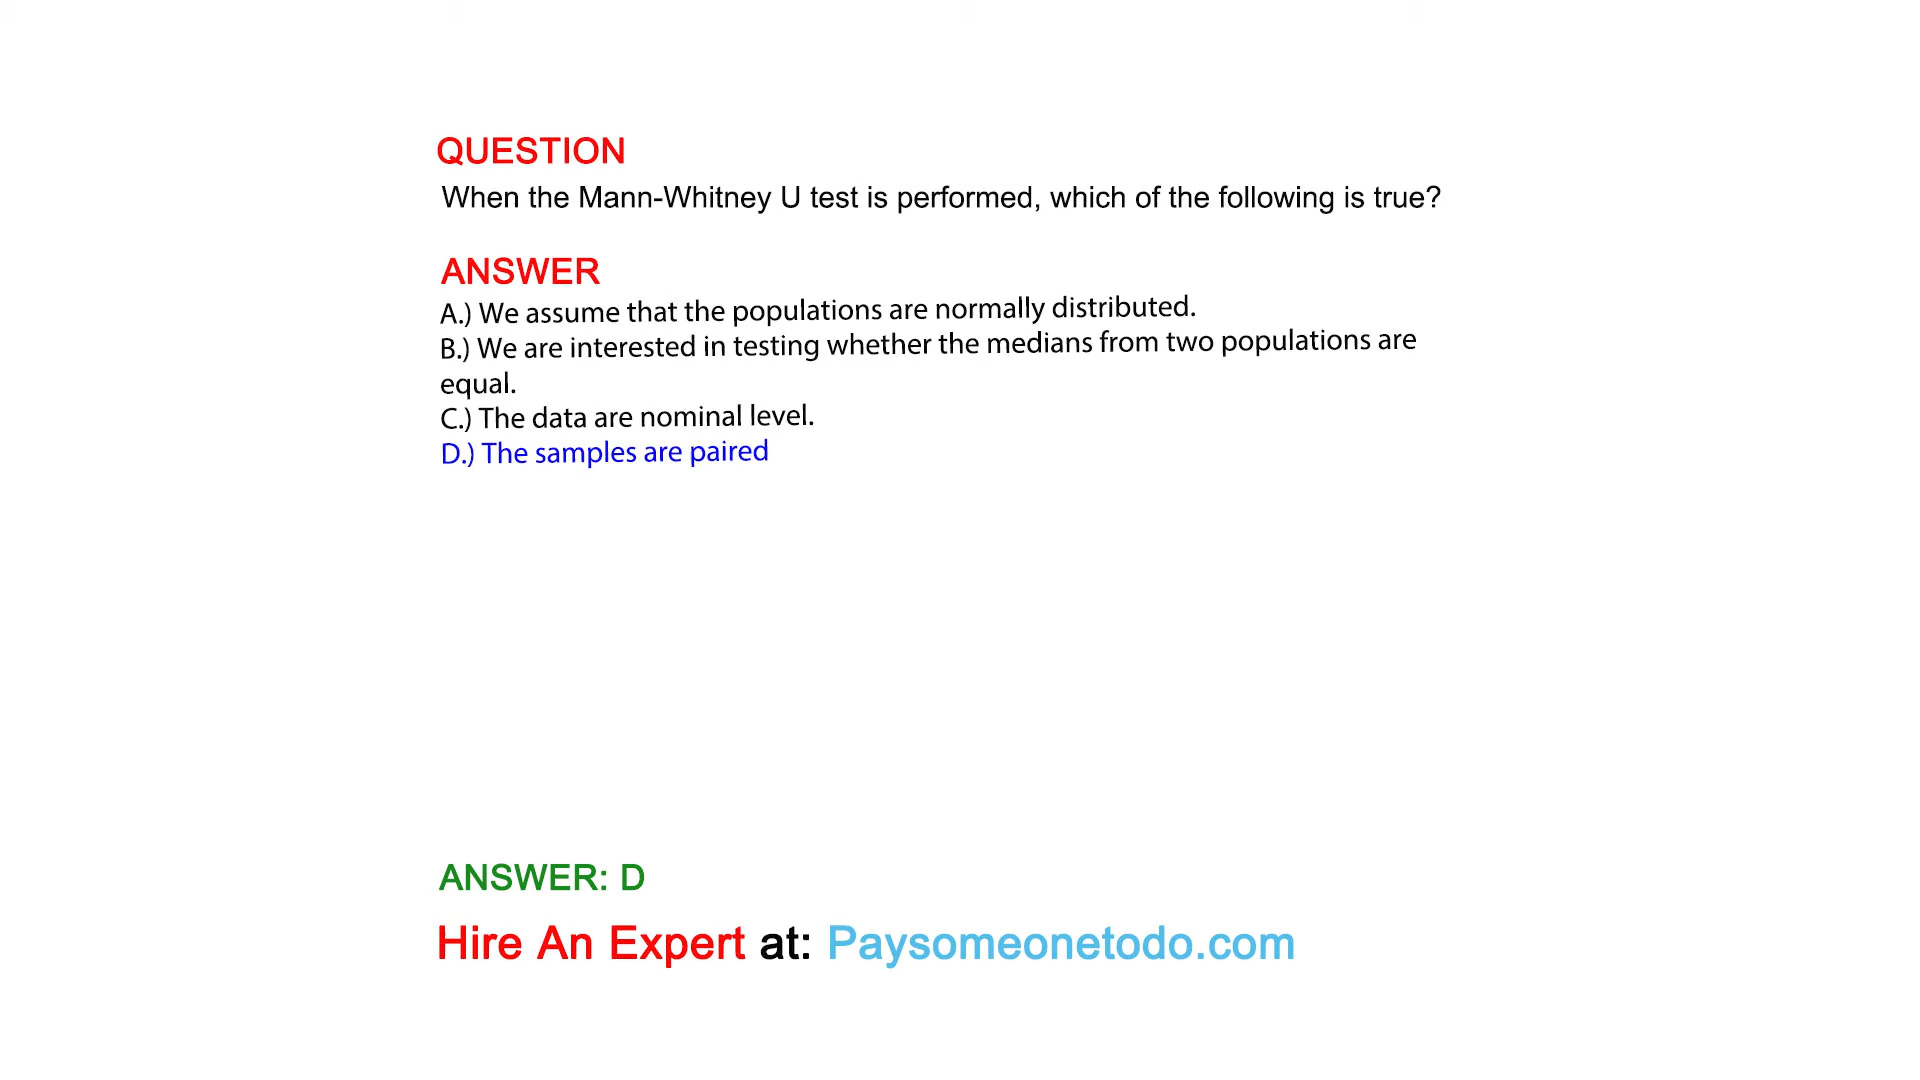 QUESTION
When the Mann-Whitney U test is performed, which of the following is true?
ANSWER
A.) We assume that the populations are normally distributed.
B.) We are interested in testing whether the medians from two populations are
equal.
C.) The data are nominal level.
D.) The samples are paired
ANSWER: D
Hire An Expert at: Paysomeonetodo.com